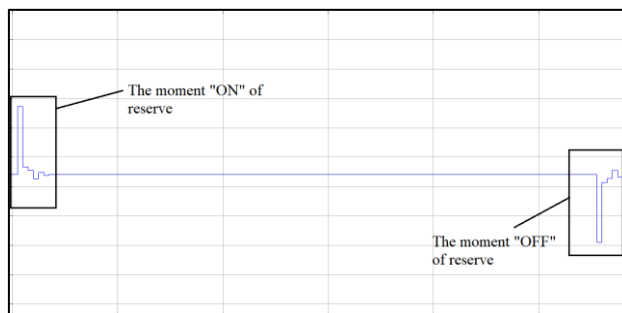 The moment "ON" of
reserve
The moment "OFF"
of reserve